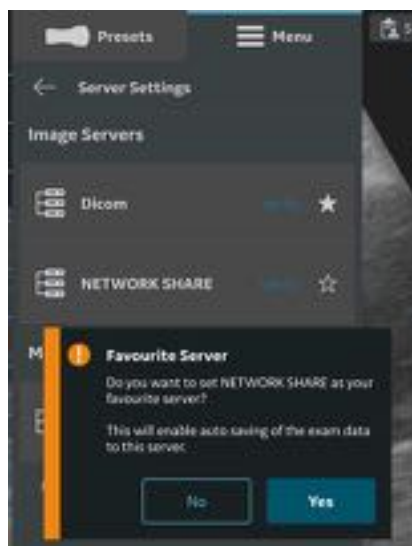 Presets
Menu
Server Settings
Image Servers
Dicom
NETWORK SHARE
M
Favourite Server
Do you want to set NETWORK SHARE as your
favourite server?
This will enable auto saving of the exam data
to this server.
No
Yes